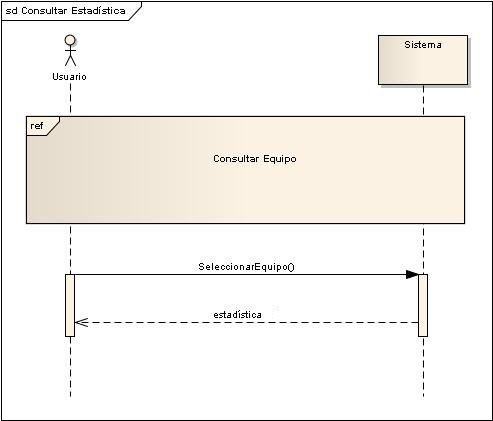 sd Consultar Estadística
Usuario
Sistema
ref
Consultar Equipo
SeleccionarEquipo()
estadística